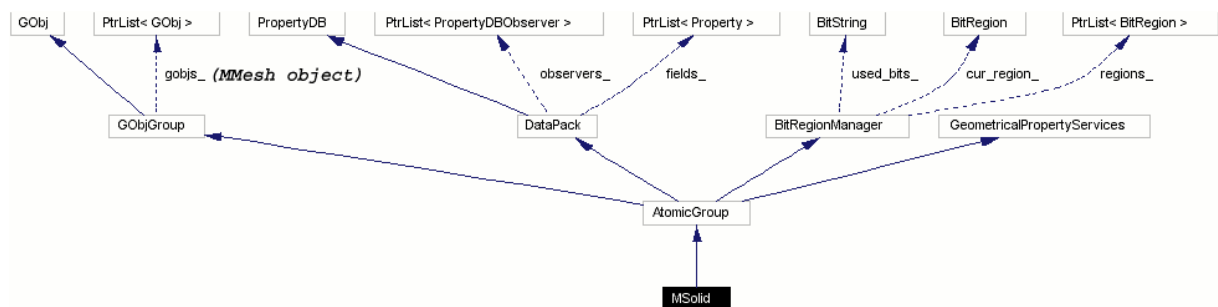 GObj
PtrList< GObj >
PropertyDB
PtrList< PropertyDBObserver >
PtrList< Property >
BitString
BitRegion
PtrList< BitRegion >
gobjs_ (MMesh object)
observers_
fields_
used_bits_
cur_region_
regions_
GObjGroup
DataPack
BitRegionManager
GeometricalPropertyServices
AtomicGroup
MSolid